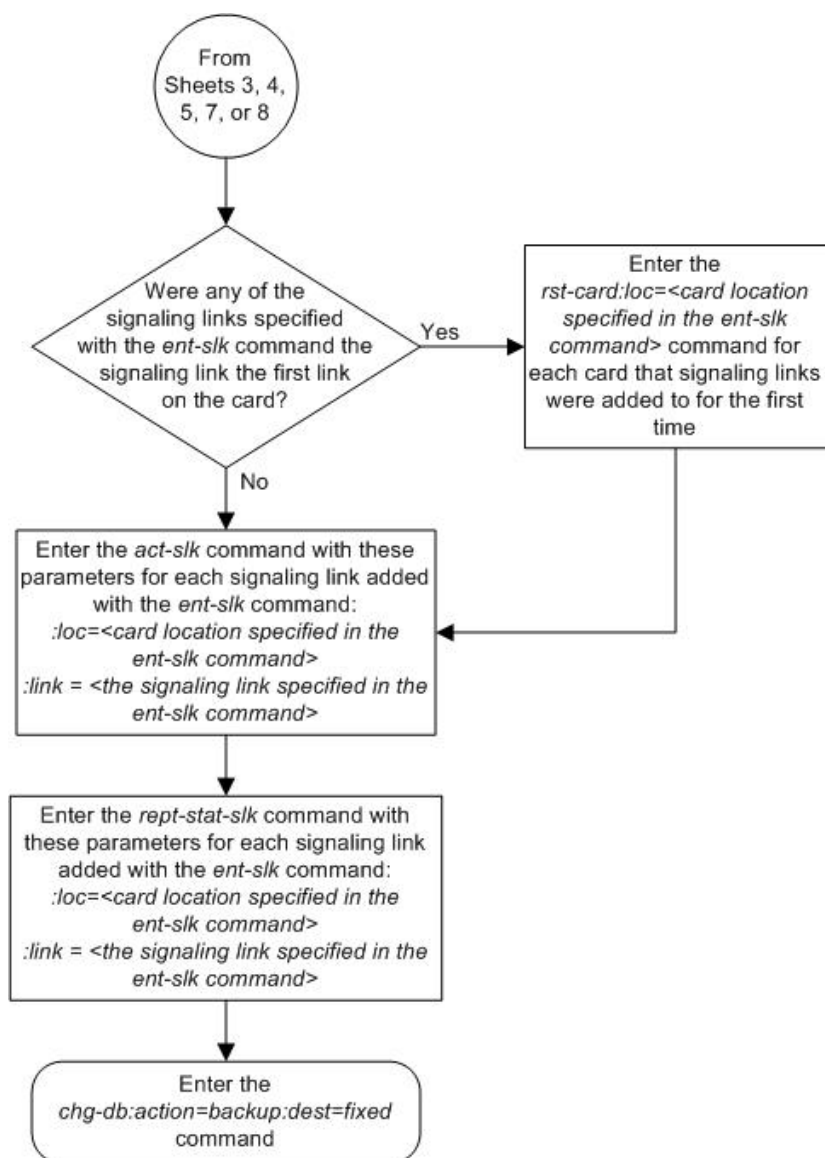 From
Sheets 3, 4,
5, 7, or 8
Were any of the
signaling links specified
with the ent-slk command the
signaling link the first link
on the card?
Yes
Enter the
rst-card:loc=<card location
specified in the ent-slk
command> command for
each card that signaling links
were added to for the first
time
No
Enter the act-slk command with these
parameters for each signaling link added
with the ent-slk command:
:loc=<card location specified in the
ent-slk command>
:link = <the signaling link specified in the
ent-slk command>
Enter the rept-stat-slk command with
these parameters for each signaling link
added with the ent-slk command:
:loc=<card location specified in the
ent-slk command>
:link = <the signaling link specified in the
ent-slk command>
Enter the
chg-db:action=backup:dest=fixed
command